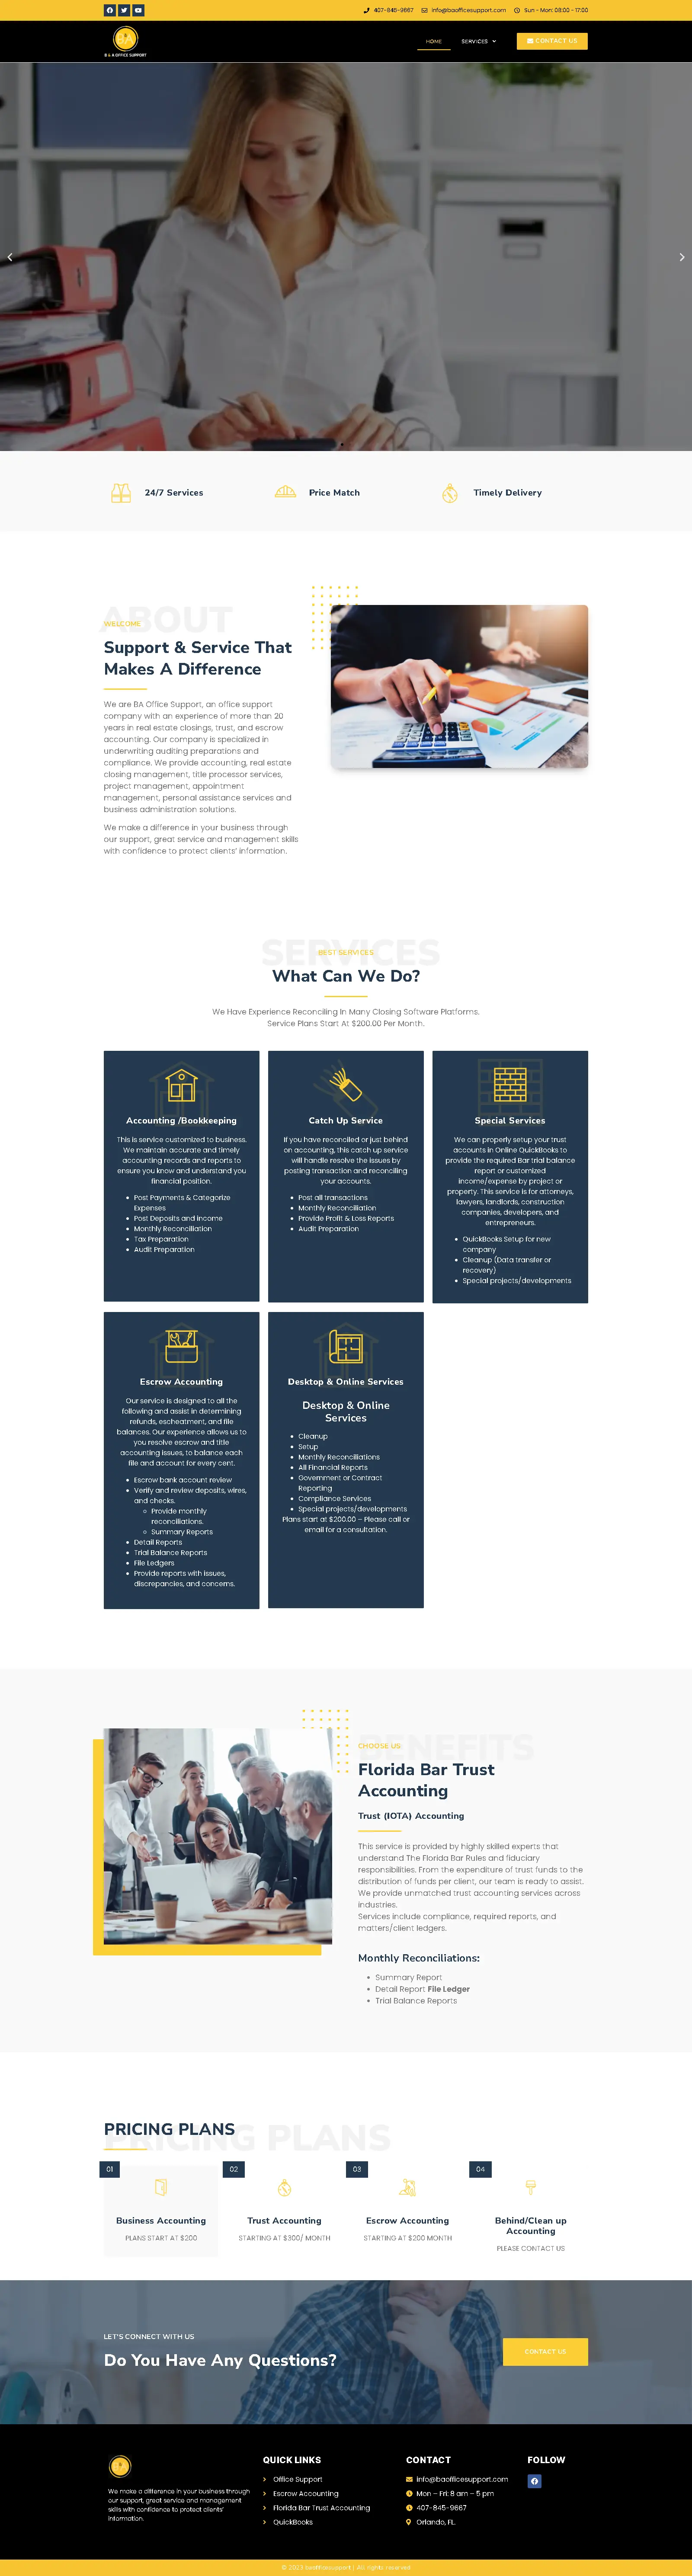 407-845-9667 info@baofficesupport.com Sun - Mon: 08:00 - 17:00
B & A OFFICE SUPPORT
HOME SERVICES CONTACT US
24/7 Services
Price Match
Timely Delivery
ABOUT
WELCOME
Support & Service That
Makes A Difference
We are BA Office Support, an office support
company with an experience of more than 20
years in real estate closings, trust, and escrow
accounting. Our company is specialized in
underwriting auditing preparations and
compliance. We provide accounting, real estate
closing management, title processor services,
project management, appointment
management, personal assistance services and
business administration solutions.
We make a difference in your business through
our support, great service and management skills
with confidence to protect clients' information.
SERVICES
BEST SERVICES
What Can We Do?
We Have Experience Reconciling In Many Closing Software Platforms.
Service Plans Start At $200.00 Per Month.
Accounting /Bookkeeping
This is service customized to business.
We maintain accurate and timely
accounting records and reports to
ensure you know and understand you
financial position.
Post Payments & Categorize
Expenses
Post Deposits and income
Monthly Reconciliation
Tax Preparation
Audit Preparation
Catch Up Service
If you have reconciled or just behind
on accounting, this catch up service
will handle resolve the issues by
posting transaction and reconciling
your accounts.
Post all transactions
Monthly Reconciliation
Provide Profit & Loss Reports
Audit Preparation
Special Services
We can properly setup your trust
accounts in Online QuickBooks to
provide the required Bar trial balance
report or customized
income/expense by project or
property. This service is for attorneys,
lawyers, landlords, construction
companies, developers, and
entrepreneurs.
QuickBooks Setup for new
company
Cleanup (Data transfer or
recovery)
Special projects/developments
Escrow Accounting
Our service is designed to all the
following and assist in determining
refunds, escheatment, and file
balances. Our experience allows us to
you resolve escrow and title
accounting issues, to balance each
file and account for every cent.
Escrow bank account review
Verify and review deposits, wires,
and checks.
Provide monthly
reconciliations.
Summary Reports
Detail Reports
Trial Balance Reports
File Ledgers
Provide reports with issues,
discrepancies, and concerns.
Desktop & Online Services
Desktop & Online
Services
Cleanup
Setup
Monthly Reconciliations
All Financial Reports
Government or Contract
Reporting
Compliance Services
Special projects/developments
Plans start at $200.00 – Please call or
email for a consultation.
BENEFITS
CHOOSE US
Florida Bar Trust
Accounting
Trust (IOTA) Accounting
This service is provided by highly skilled experts that
understand The Florida Bar Rules and fiduciary
responsibilities. From the expenditure of trust funds to the
distribution of funds per client, our team is ready to assist.
We provide unmatched trust accounting services across
industries.
Services include compliance, required reports, and
matters/client ledgers.
Monthly Reconciliations:
Summary Report
Detail Report File Ledger
Trial Balance Reports
PRICING PLANS
PRICING PLANS
01
Business Accounting
PLANS START AT $200
02
Trust Accounting
STARTING AT $300/ MONTH
03
Escrow Accounting
STARTING AT $200 MONTH
04
Behind/Clean up
Accounting
PLEASE CONTACT US
LET'S CONNECT WITH US
Do You Have Any Questions?
CONTACT US
We make a difference in your business through
our support, great service and management
skills with confidence to protect clients'
information.
QUICK LINKS
Office Support
Escrow Accounting
Florida Bar Trust Accounting
QuickBooks
CONTACT
info@baofficesupport.com
Mon – Fri: 8 am – 5 pm
407-845-9667
Orlando, FL.
FOLLOW
© 2023 baofficesupport | All rights reserved